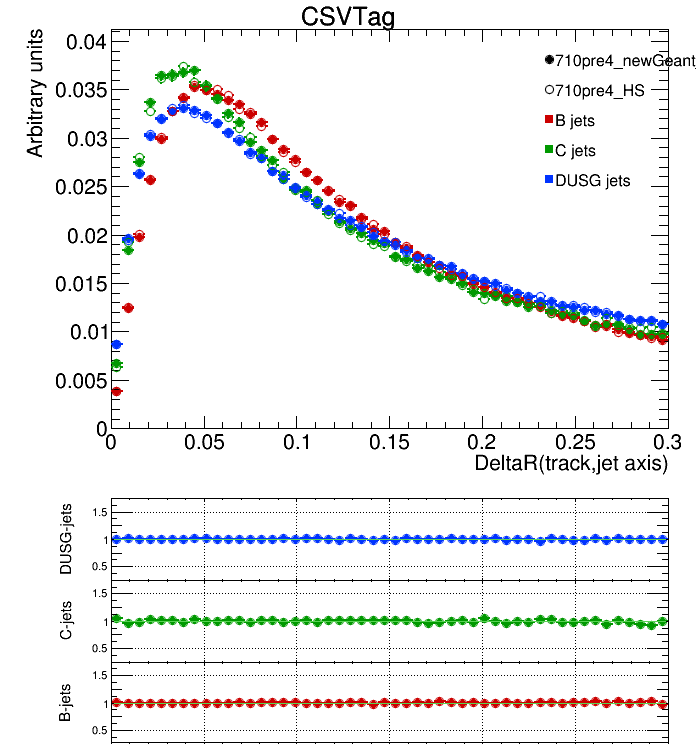 CSVTag
Arbitrary units
0.04
0.035
0.03
0.025
0.02
0.015
0.01
0.005
0
710pre4_newGeant
710pre4_HS
B jets
C jets
DUSG jets
0 0.05 0.1 0.15 0.2 0.25 0.3
DeltaR(track,jet axis)
DUSG-jets
1.5
1
0.5
C-jets
1.5
1
0.5
B-jets
1.5
1
0.5